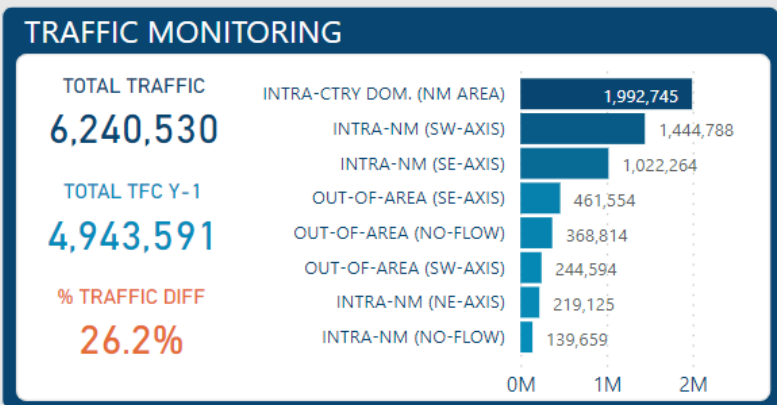 TRAFFIC MONITORING
TOTAL TRAFFIC
6,240,530
TOTAL TFC Y-1
4,943,591
% TRAFFIC DIFF
26.2%
INTRA-CTRY DOM. (NM AREA) 1,992,745
INTRA-NM (SW-AXIS) 1,444,788
INTRA-NM (SE-AXIS) 1,022,264
OUT-OF-AREA (SE-AXIS) 461,554
OUT-OF-AREA (NO-FLOW) 368,814
OUT-OF-AREA (SW-AXIS) 244,594
INTRA-NM (NE-AXIS) 219,125
INTRA-NM (NO-FLOW) 139,659
0M 1M 2M